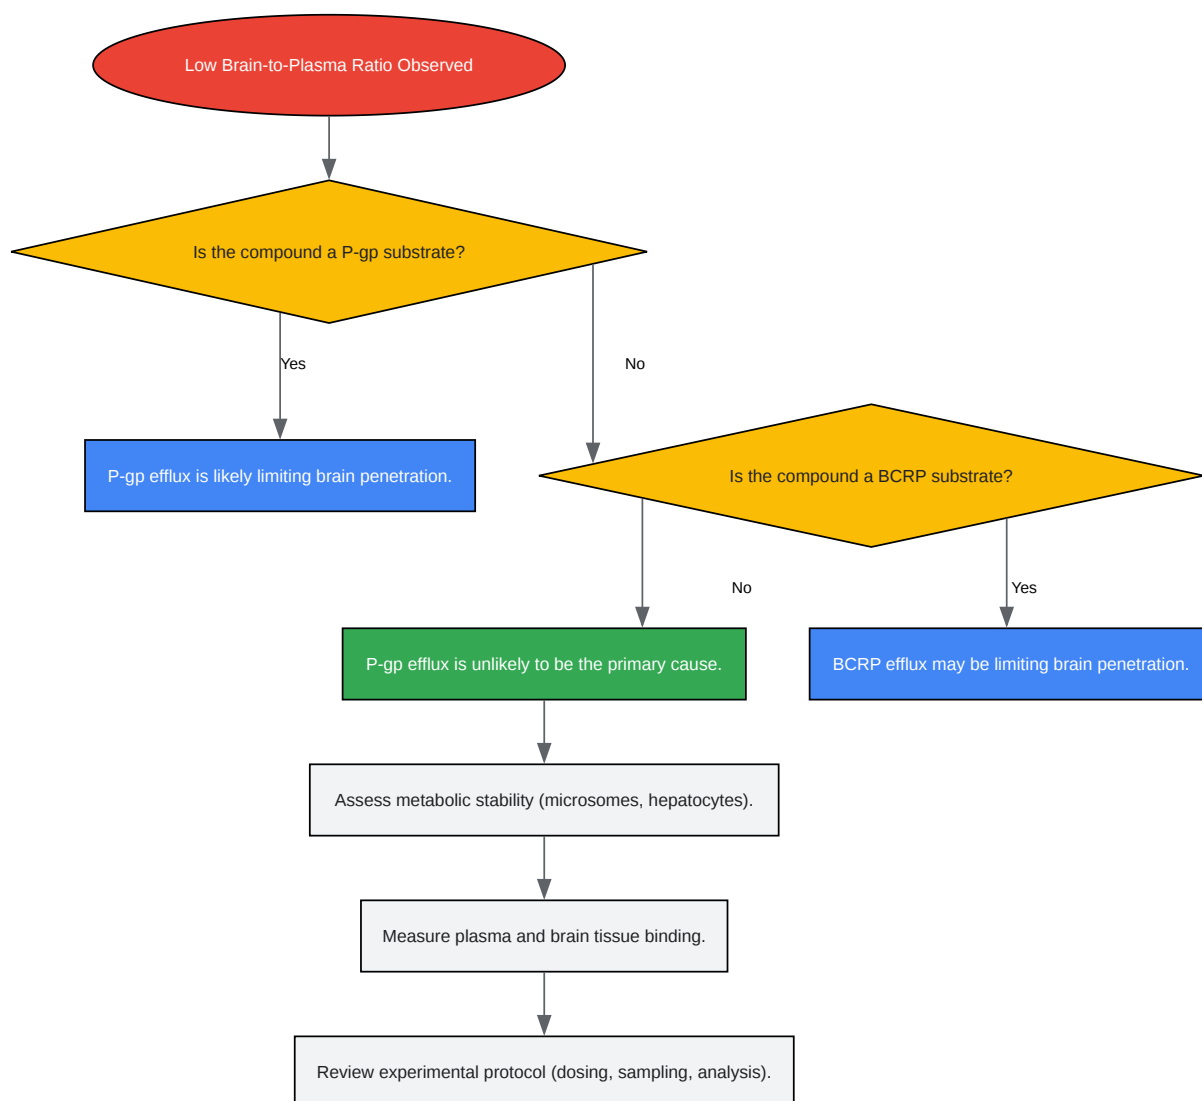 Low Brain-to-Plasma Ratio Observed
Is the compound a P-gp substrate?
Yes
No
P-gp efflux is likely limiting brain penetration.
Is the compound a BCRP substrate?
No
Yes
P-gp efflux is unlikely to be the primary cause.
BCRP efflux may be limiting brain penetration.
Assess metabolic stability (microsomes, hepatocytes).
Measure plasma and brain tissue binding.
Review experimental protocol (dosing, sampling, analysis).